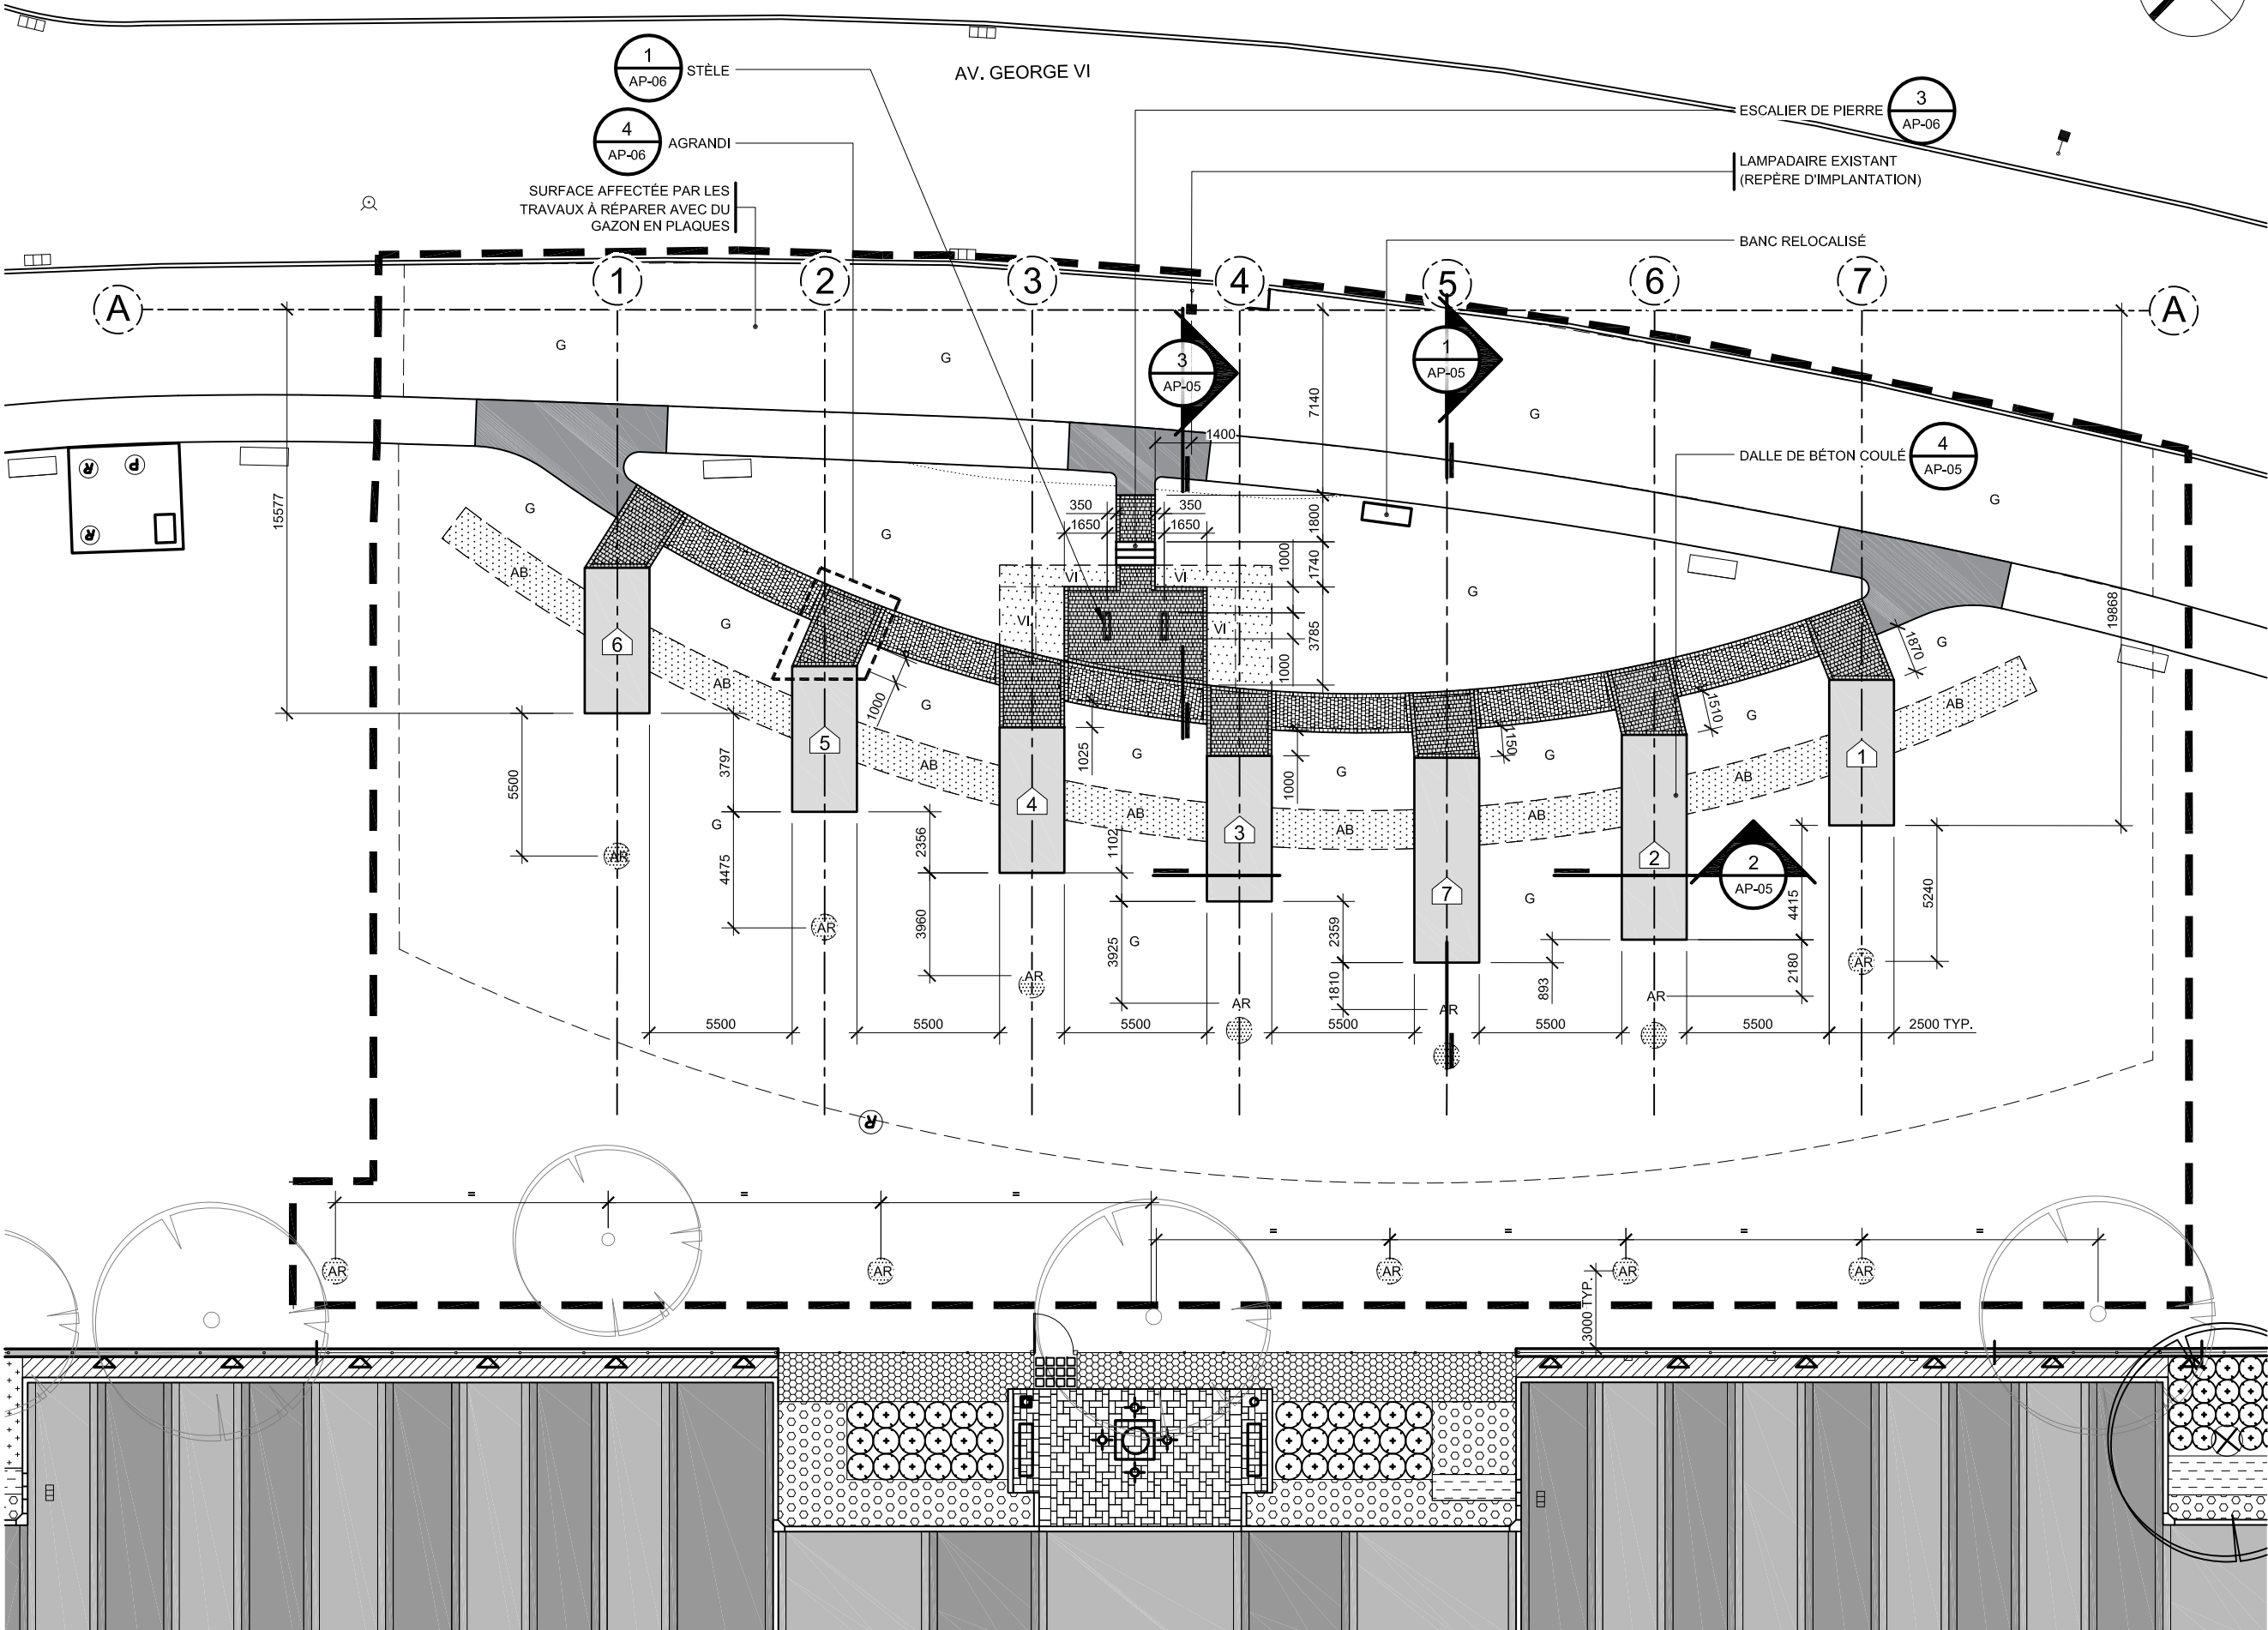 AV. GEORGE VI
1
AP-06
STÈLE
4
AP-06
AGRANDI
SURFACE AFFECTÉE PAR LES
TRAVAUX À RÉPARER AVEC DU
GAZON EN PLAQUES
ESCALIER DE PIERRE
3
AP-06
LAMPADAIRE EXISTANT
(REPÈRE D'IMPLANTATION)
BANC RELOCALISÉ
1
2
3
4
5
6
7
A
A
G
G
3
AP-05
1
AP-05
G
7140
1400
DALLE DE BÉTON COULÉ
4
AP-05
G
R
P
R
15577
G
G
350
350
1650
1650
1800
1000
1740
3785
1000
19868
G
AB
VI
VI
VI
VI
G
1870
G
6
AB
5
1000
G
1025
G
1000
G
1150
G
1510
G
AB
1
5500
3797
AB
4
AB
3
AB
AB
AB
2
7
2
AP-05
AR
G
4475
2356
1102
3960
3925
G
2359
1810
G
893
4415
2180
5240
AR
AR
AR
AR
AR
AR
5500
5500
5500
5500
5500
5500
2500 TYP.
R
=
=
=
=
=
=
=
AR
AR
AR
AR
AR
3000 TYP.